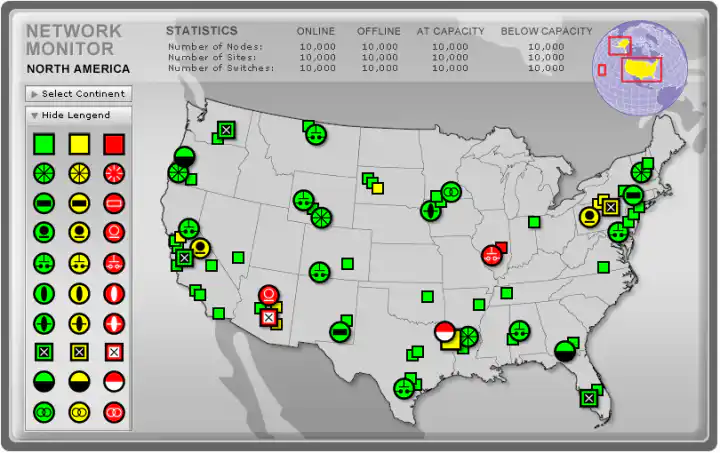 NETWORK
MONITOR
NORTH AMERICA
STATISTICS ONLINE OFFLINE AT CAPACITY BELOW CAPACITY
Number of Nodes: 10,000 10,000 10,000 10,000
Number of Sites: 10,000 10,000 10,000 10,000
Number of Switches: 10,000 10,000 10,000 10,000
Select Continent
Hide Lengend